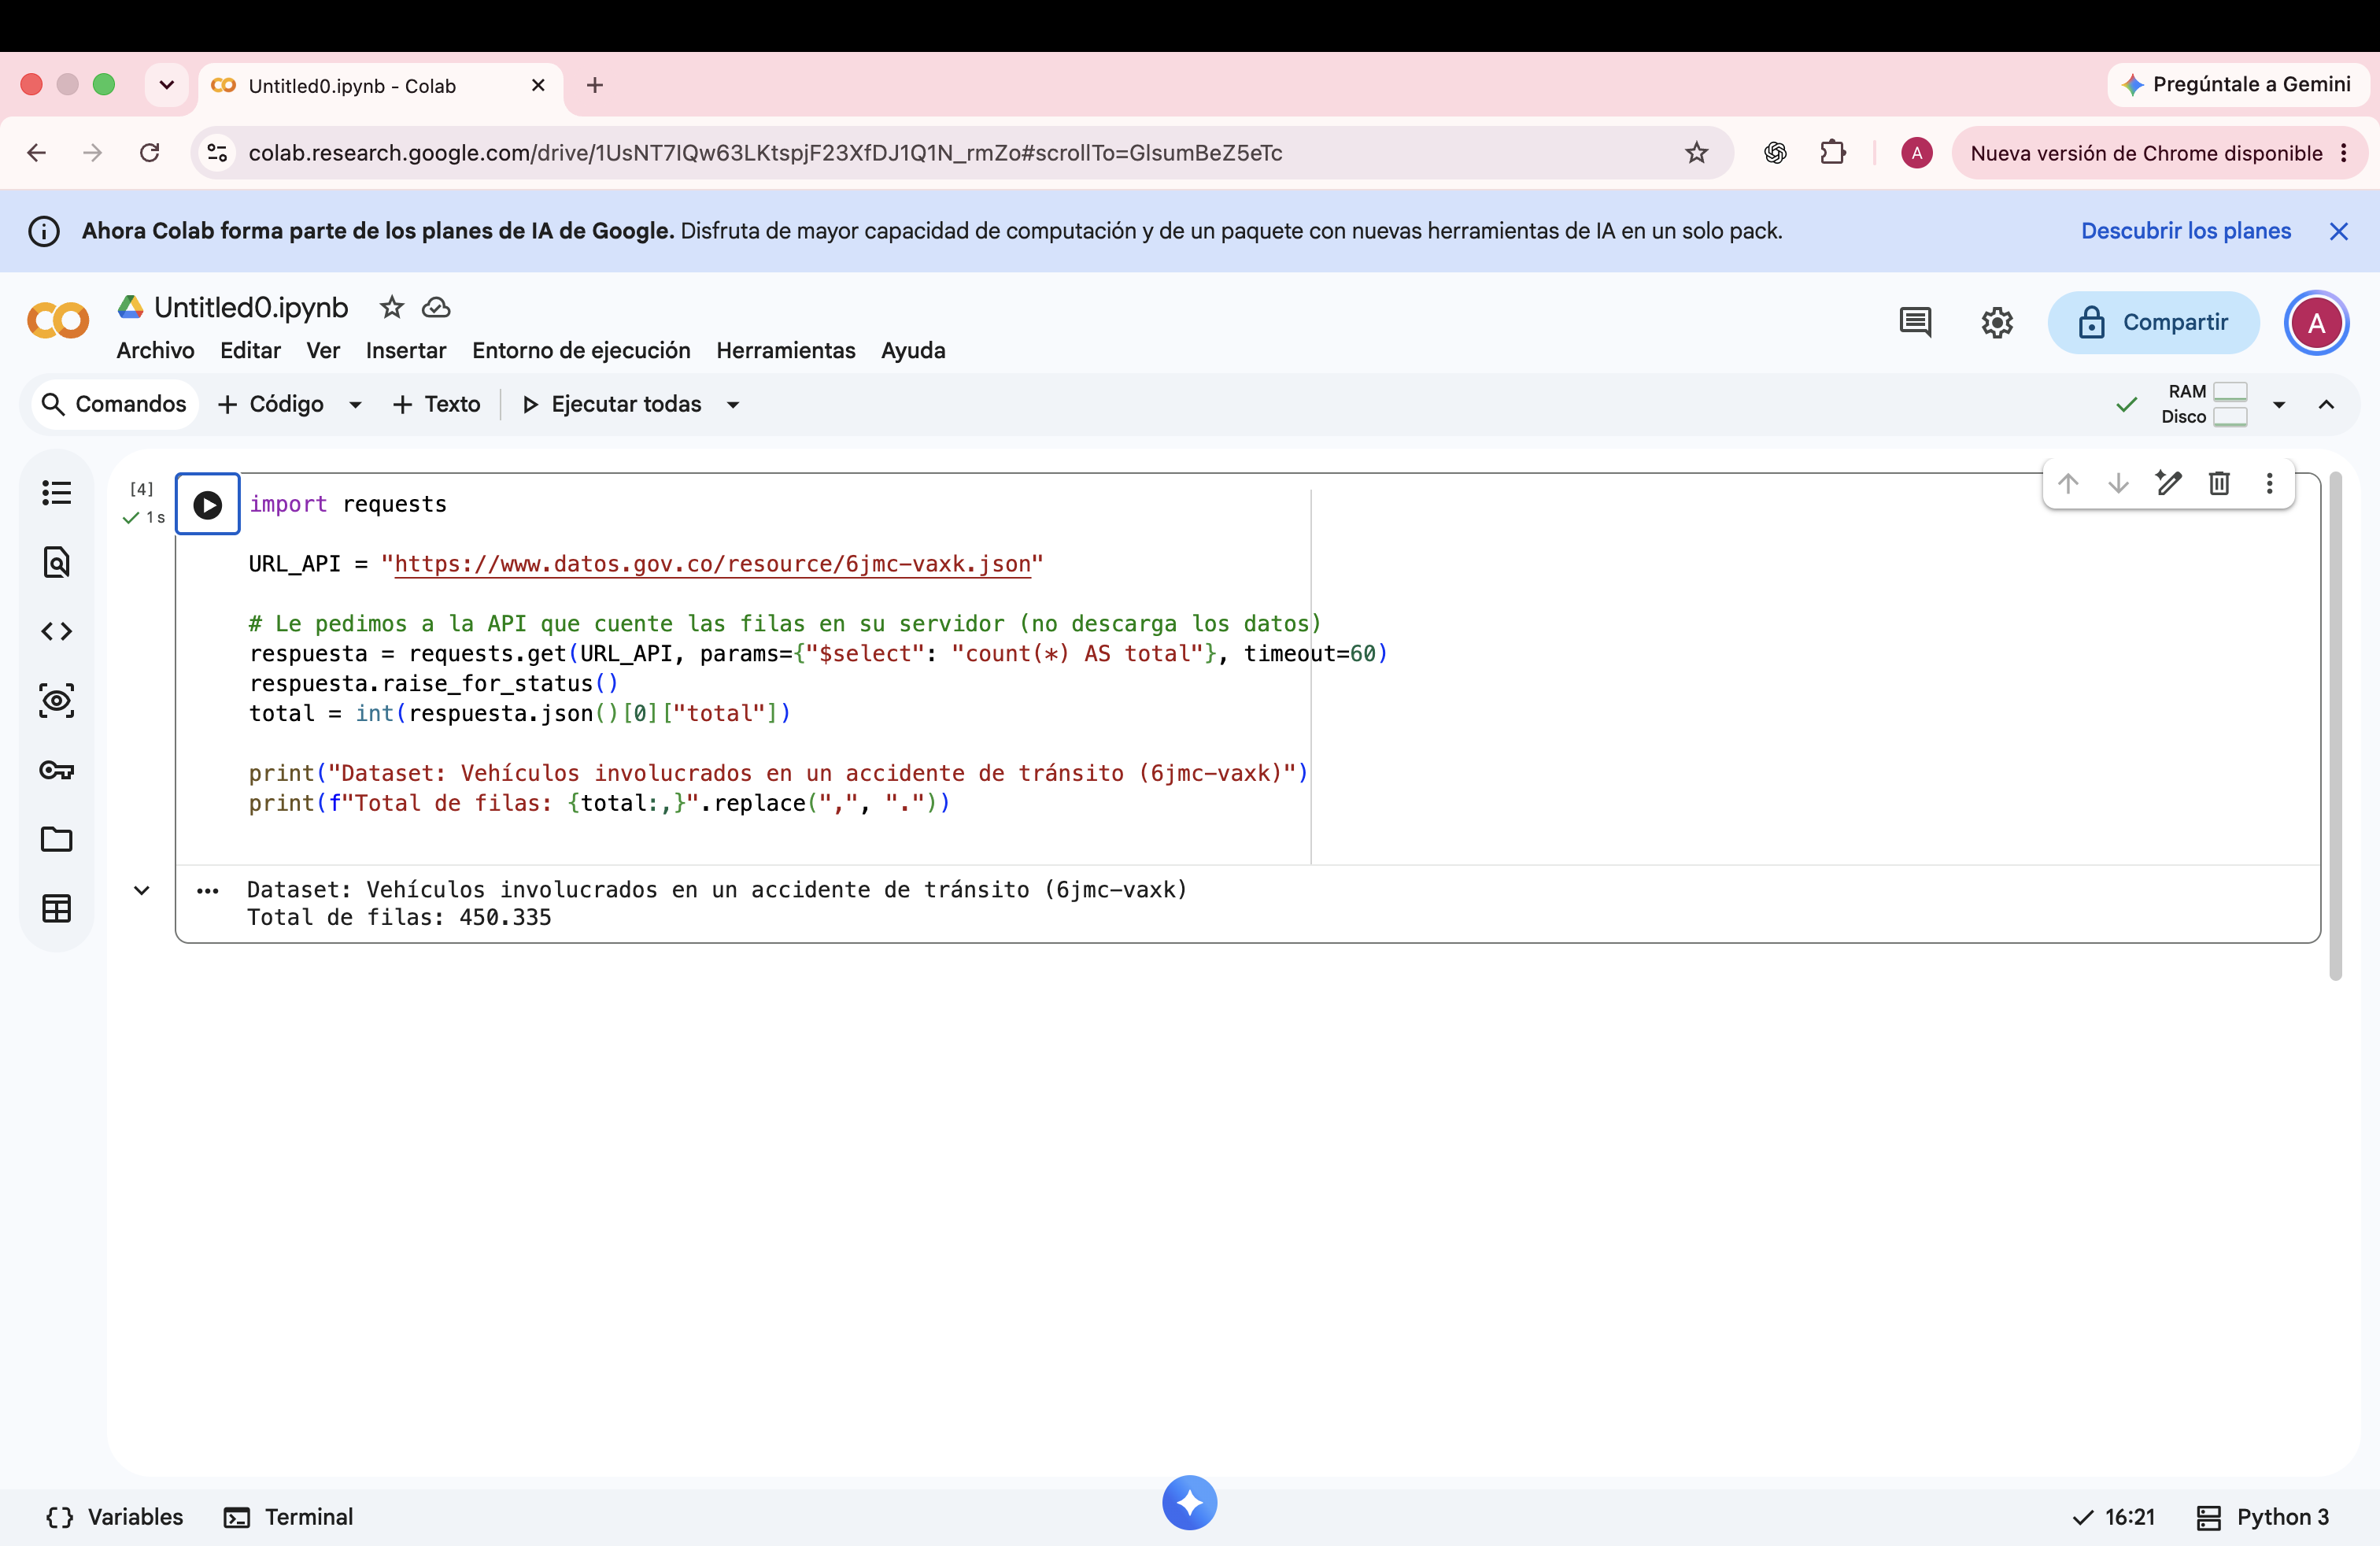 Untitled0.ipynb - Colab
Pregúntale a Gemini
colab.research.google.com/drive/1UsNT7IQw63LKtspjF23XfDJ1Q1N_rmZo#scrollTo=GlsumBeZ5eTc
A
Nueva versión de Chrome disponible
Ahora Colab forma parte de los planes de IA de Google. Disfruta de mayor capacidad de computación y de un paquete con nuevas herramientas de IA en un solo pack.
Descubrir los planes
Untitled0.ipynb
Archivo Editar Ver Insertar Entorno de ejecución Herramientas Ayuda
Compartir
A
Comandos + Código + Texto Ejecutar todas
RAM
Disco
[4]
1 s
import requests
URL_API = "https://www.datos.gov.co/resource/6jmc-vaxk.json"
# Le pedimos a la API que cuente las filas en su servidor (no descarga los datos)
respuesta = requests.get(URL_API, params={"$select": "count(*) AS total"}, timeout=60)
respuesta.raise_for_status()
total = int(respuesta.json()[0]["total"])
print("Dataset: Vehículos involucrados en un accidente de tránsito (6jmc-vaxk)")
print(f"Total de filas: {total:,}".replace(",", "."))
Dataset: Vehículos involucrados en un accidente de tránsito (6jmc-vaxk)
Total de filas: 450.335
Variables
Terminal
16:21
Python 3